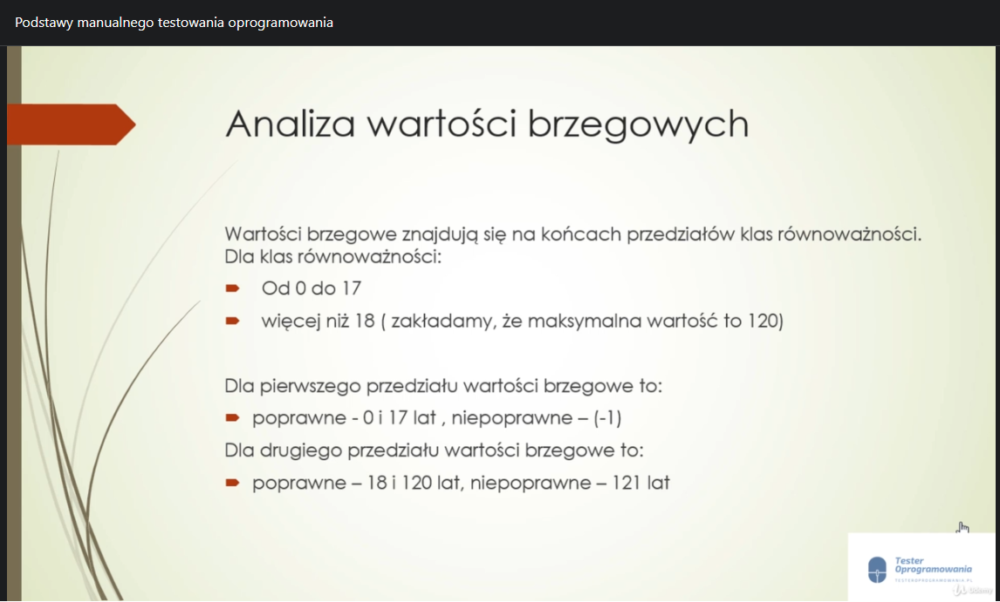 Podstawy manualnego testowania oprogramowania
Analiza wartości brzegowych
Wartości brzegowe znajdują się na końcach przedziałów klas równoważności.
Dla klas równoważności:
Od 0 do 17
więcej niż 18 ( zakładamy, że maksymalna wartość to 120)
Dla pierwszego przedziału wartości brzegowe to:
poprawne - 0 i 17 lat , niepoprawne – (-1)
Dla drugiego przedziału wartości brzegowe to:
poprawne – 18 i 120 lat, niepoprawne – 121 lat
Tester
Oprogramowania
TESTEROPROGRAMOWANIA.PL
Udemy